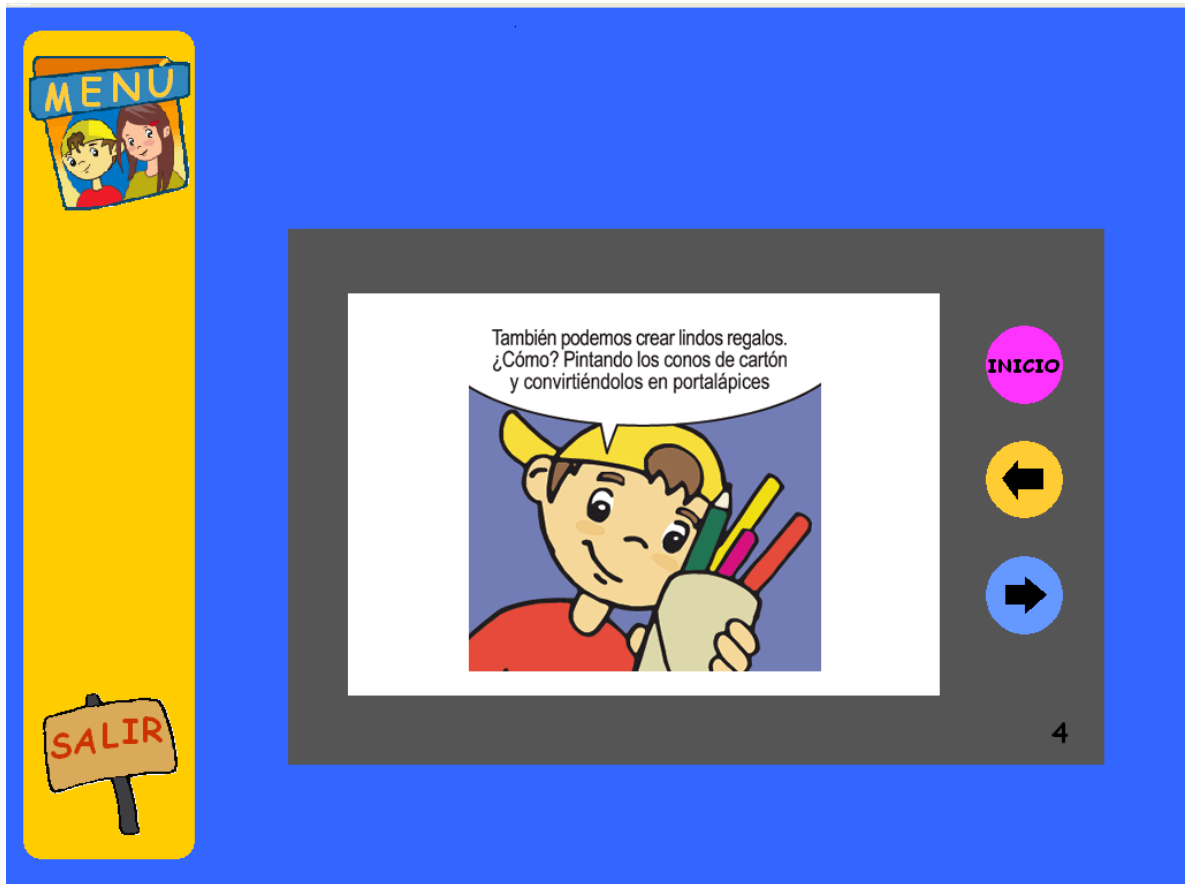 MENÚ
También podemos crear lindos regalos.
¿Cómo? Pintando los conos de cartón
y convirtiéndolos en portalápices
INICIO
4
SALIR